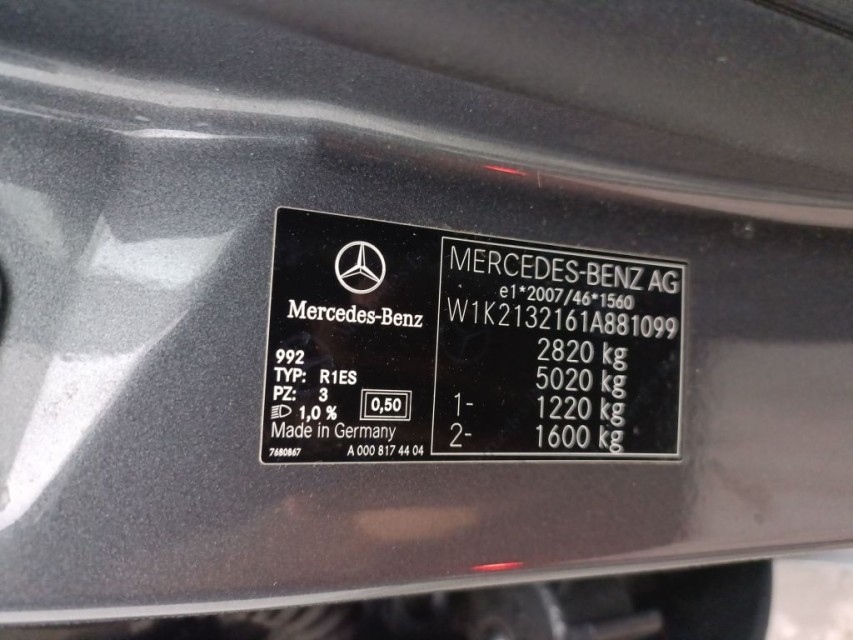 Mercedes-Benz
992
TYP: R1ES
PZ: 3
1,0 %
0,50
Made in Germany
7680867
A 000 817 44 04
MERCEDES-BENZ AG
e1*2007/46*1560
W1K2132161A881099
2820 kg
5020 kg
1- 1220 kg
2- 1600 kg